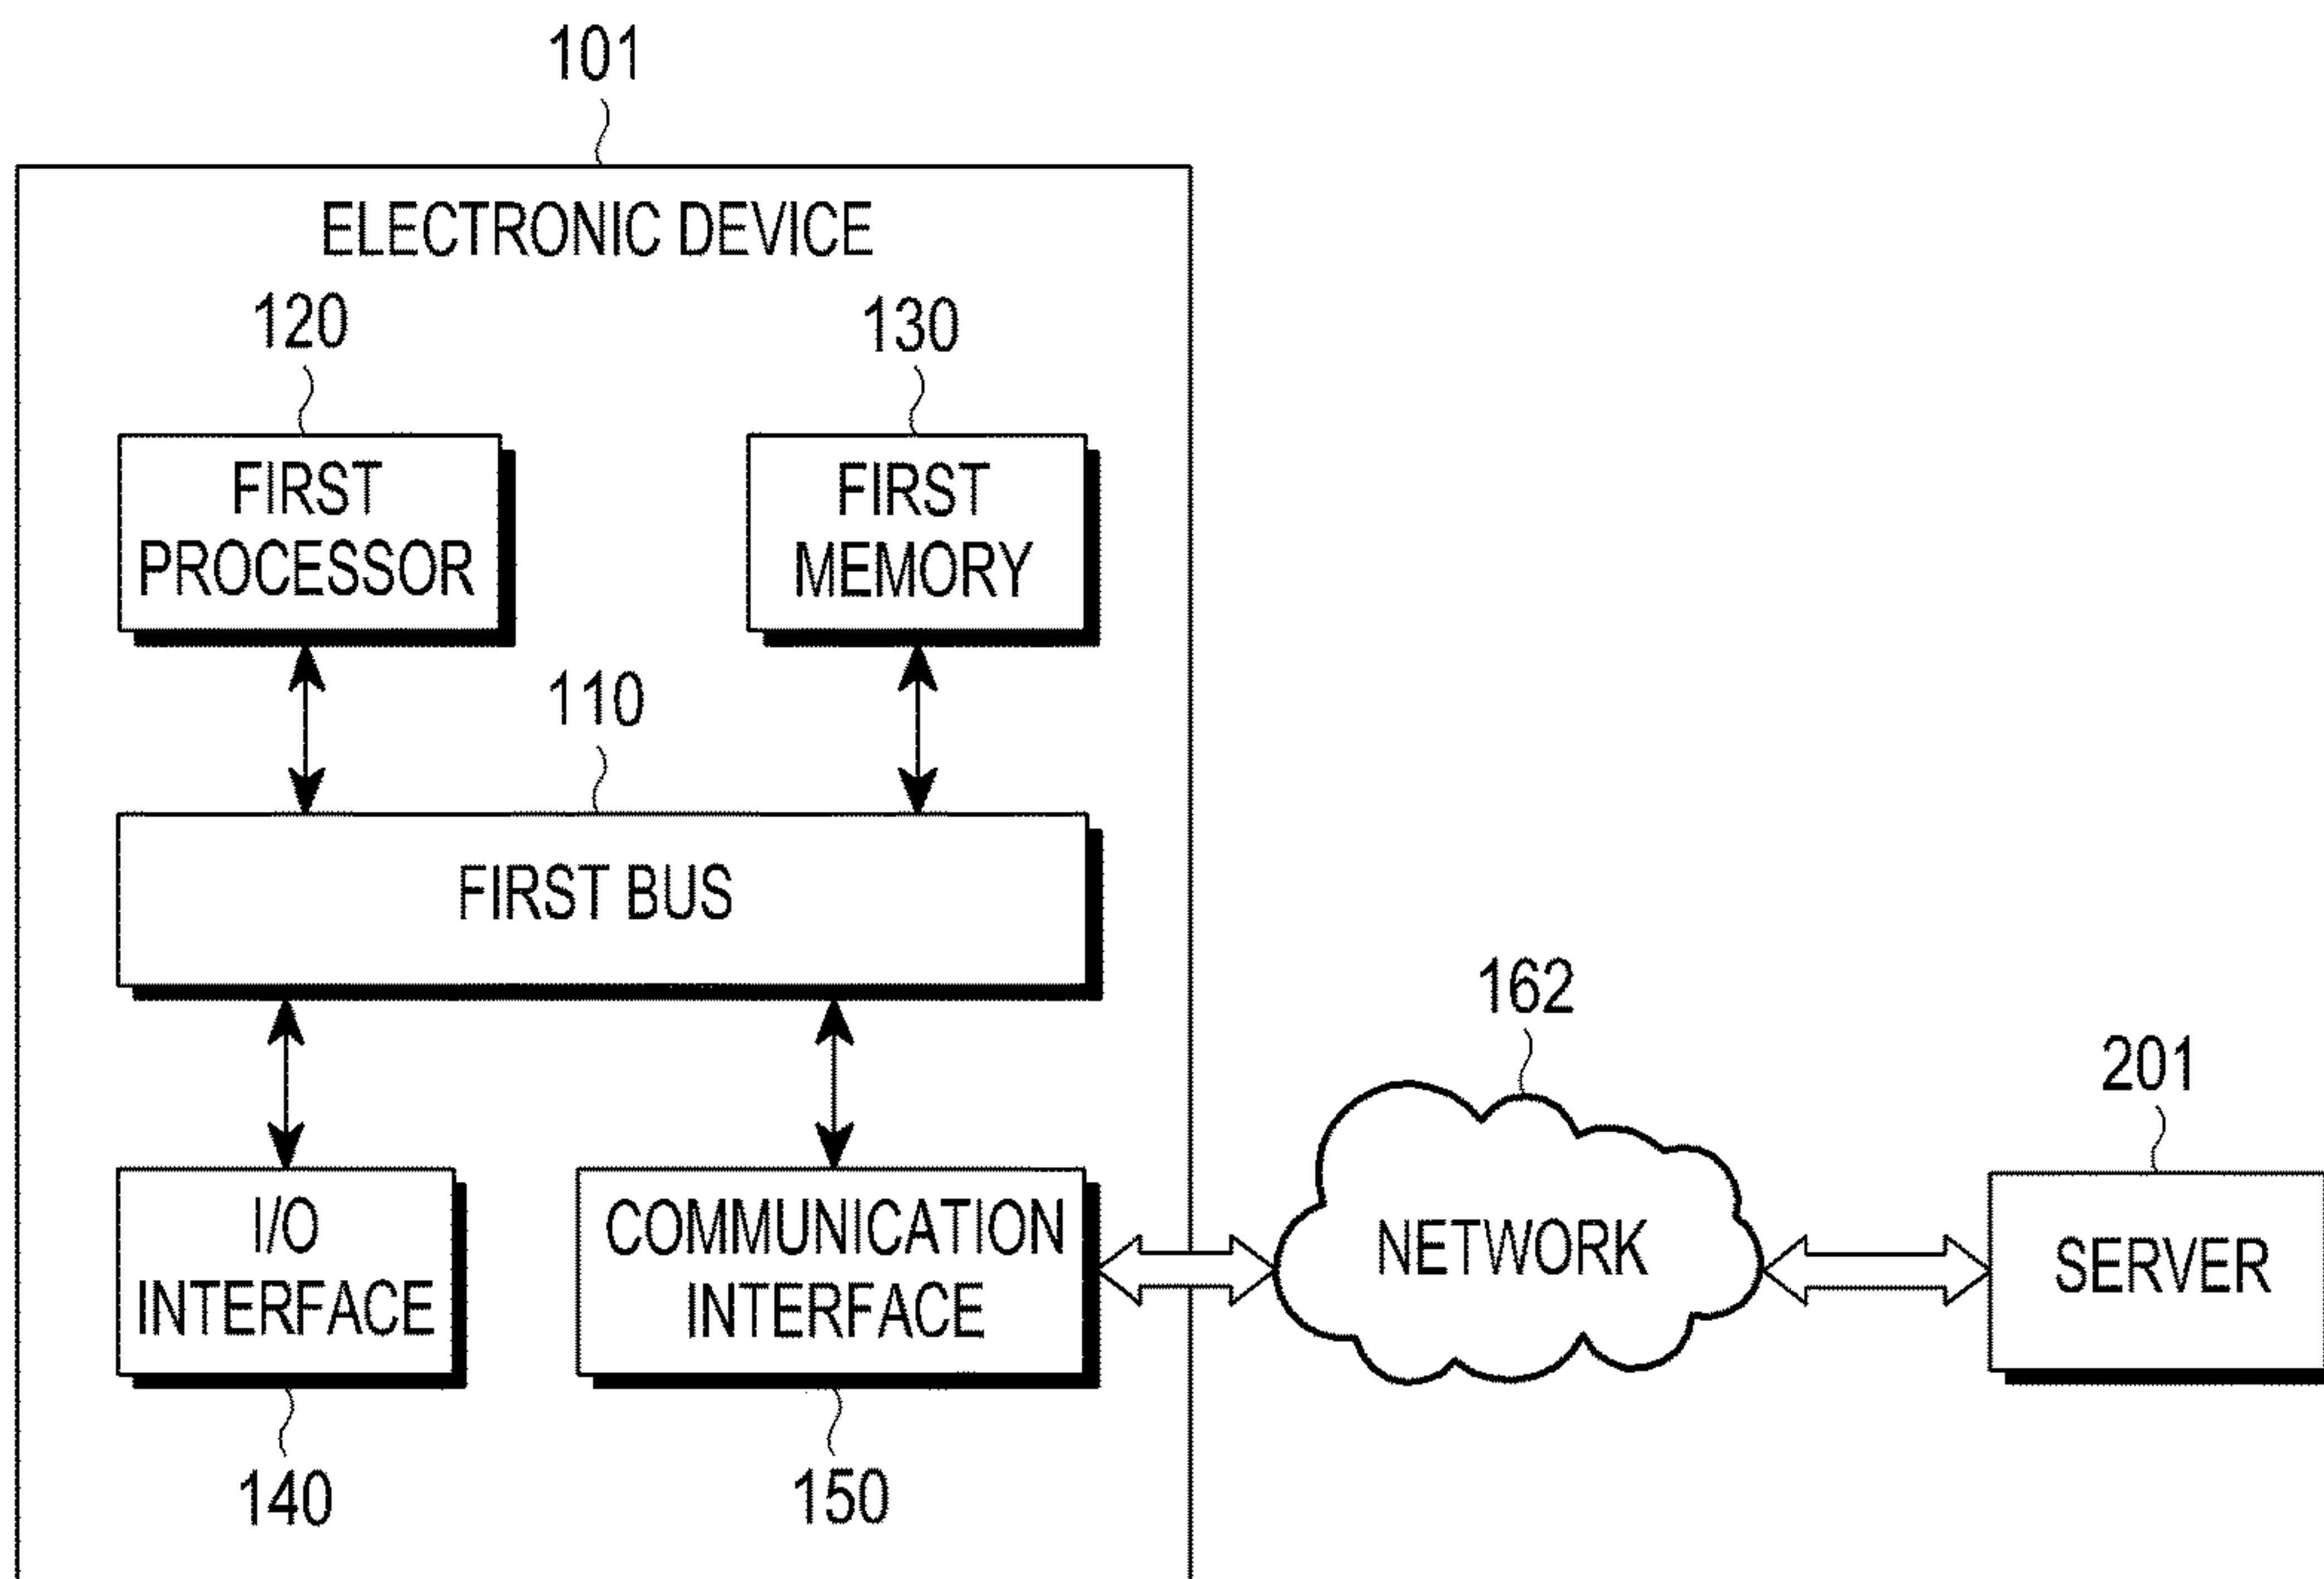 101
ELECTRONIC DEVICE
120
130
FIRST
PROCESSOR
FIRST
MEMORY
110
FIRST BUS
162
201
I/O
INTERFACE
COMMUNICATION
INTERFACE
NETWORK
SERVER
140
150